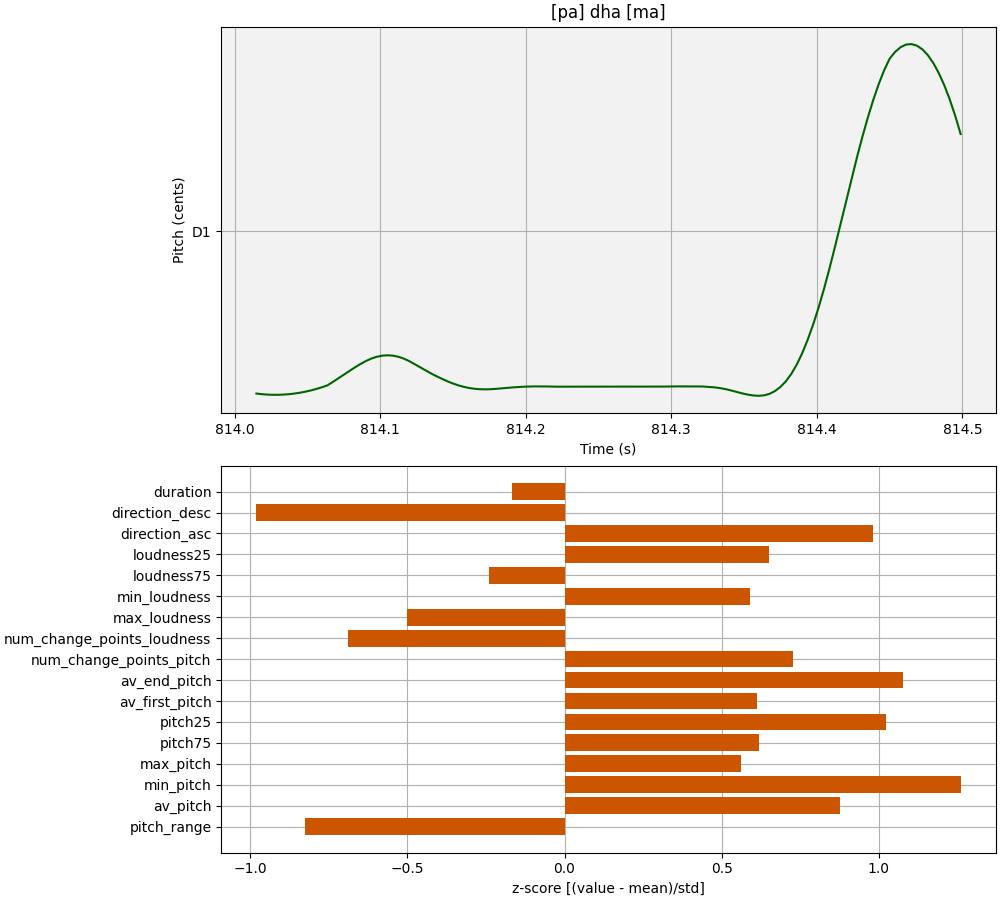 [pa] dha [ma]
Pitch (cents)
D1
814.0 814.1 814.2 814.3 814.4 814.5
Time (s)
duration
direction_desc
direction_asc
loudness25
loudness75
min_loudness
max_loudness
num_change_points_loudness
num_change_points_pitch
av_end_pitch
av_first_pitch
pitch25
pitch75
max_pitch
min_pitch
av_pitch
pitch_range
−1.0 −0.5 0.0 0.5 1.0
z-score [(value - mean)/std]